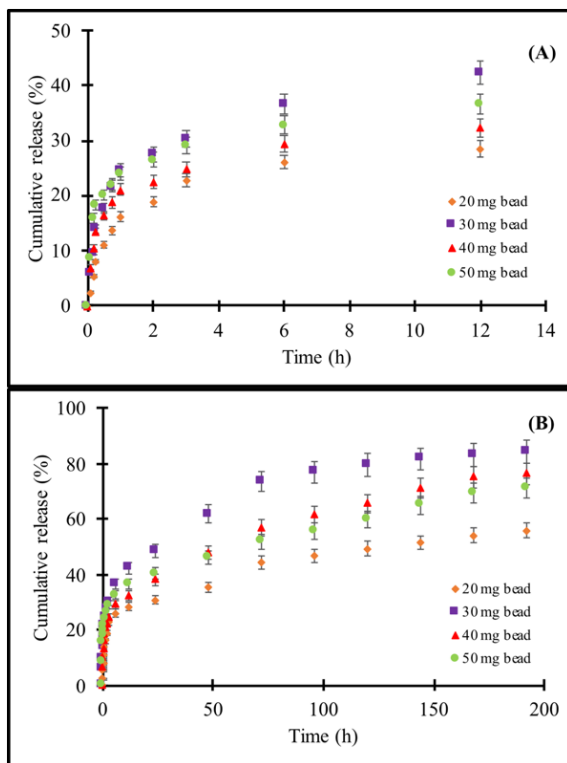 50
(A)
40
30
20
10
0
Cumulative release (%)
20 mg bead
30 mg bead
40 mg bead
50 mg bead
0 2 4 6 8 10 12 14
Time (h)
100
(B)
80
60
40
20
0
Cumulative release (%)
20 mg bead
30 mg bead
40 mg bead
50 mg bead
0 50 100 150 200
Time (h)